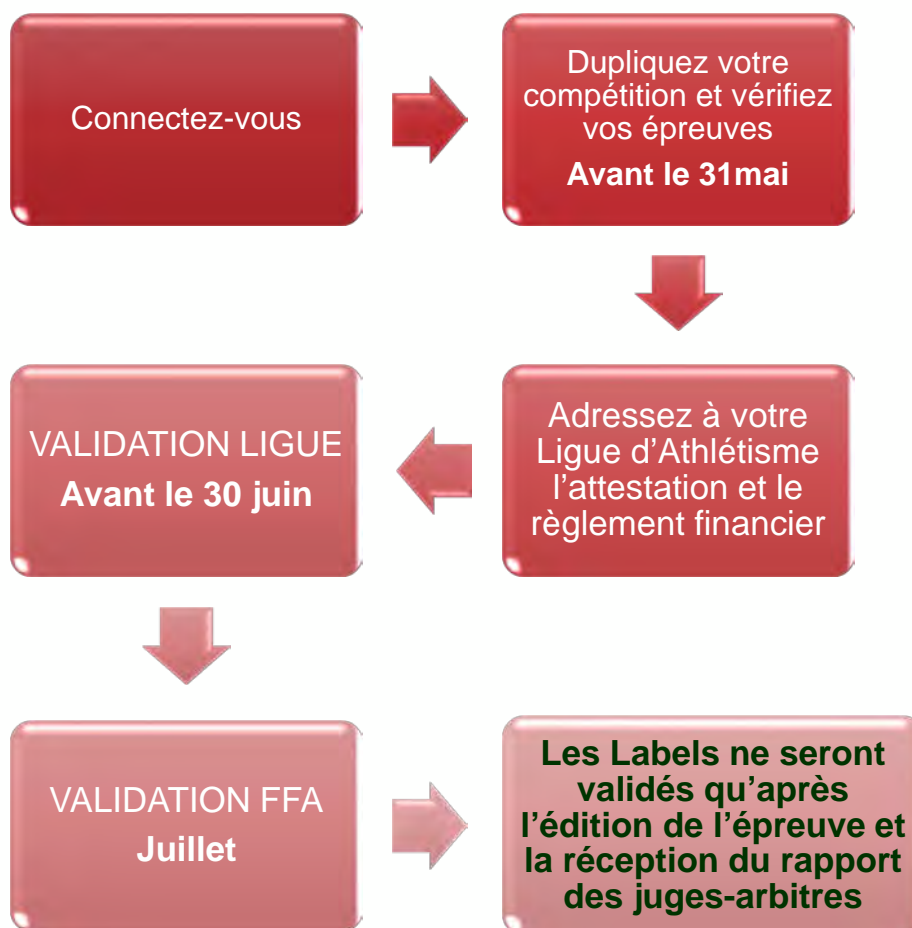 Connectez-vous
Dupliquez votre
compétition et vérifiez
vos épreuves
Avant le 31mai
Adressez à votre
Ligue d'Athlétisme
l'attestation et le
règlement financier
VALIDATION LIGUE
Avant le 30 juin
VALIDATION FFA
Juillet
Les Labels ne seront
validés qu'après
l'édition de l'épreuve et
la réception du rapport
des juges-arbitres